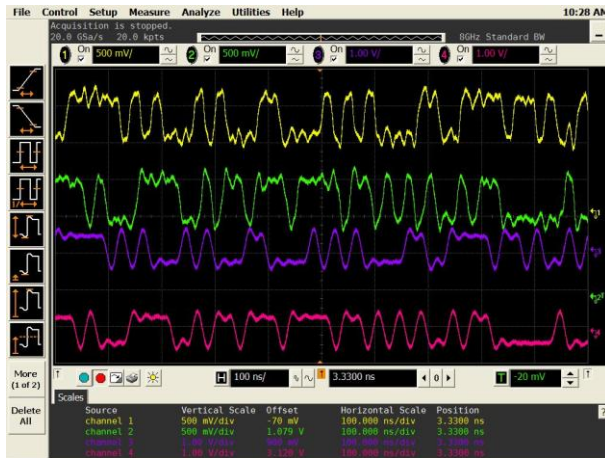 File Control Setup Measure Analyze Utilities Help 10:28 AM
Acquisition is stopped.
20.0 GSa/s 20.0 kpts 8GHz Standard BW
1 On 500 mV/ 2 On 500 mV/ 3 On 1.00 V/ 4 On 1.00 V/
More
(1 of 2)
Delete
All
H 100 ns/ 3.3300 ns 0 T -20 mV
Scales
Source Vertical Scale Offset Horizontal Scale Position
channel 1 500 mV/div -70 mV 100.000 ns/div 3.3300 ns
channel 2 500 mV/div 1.079 V 100.000 ns/div 3.3300 ns
channel 3 1.00 V/div 100.000 ns/div 3.3300 ns
channel 4 1.00 V/div 3.120 V 100.000 ns/div 3.3300 ns